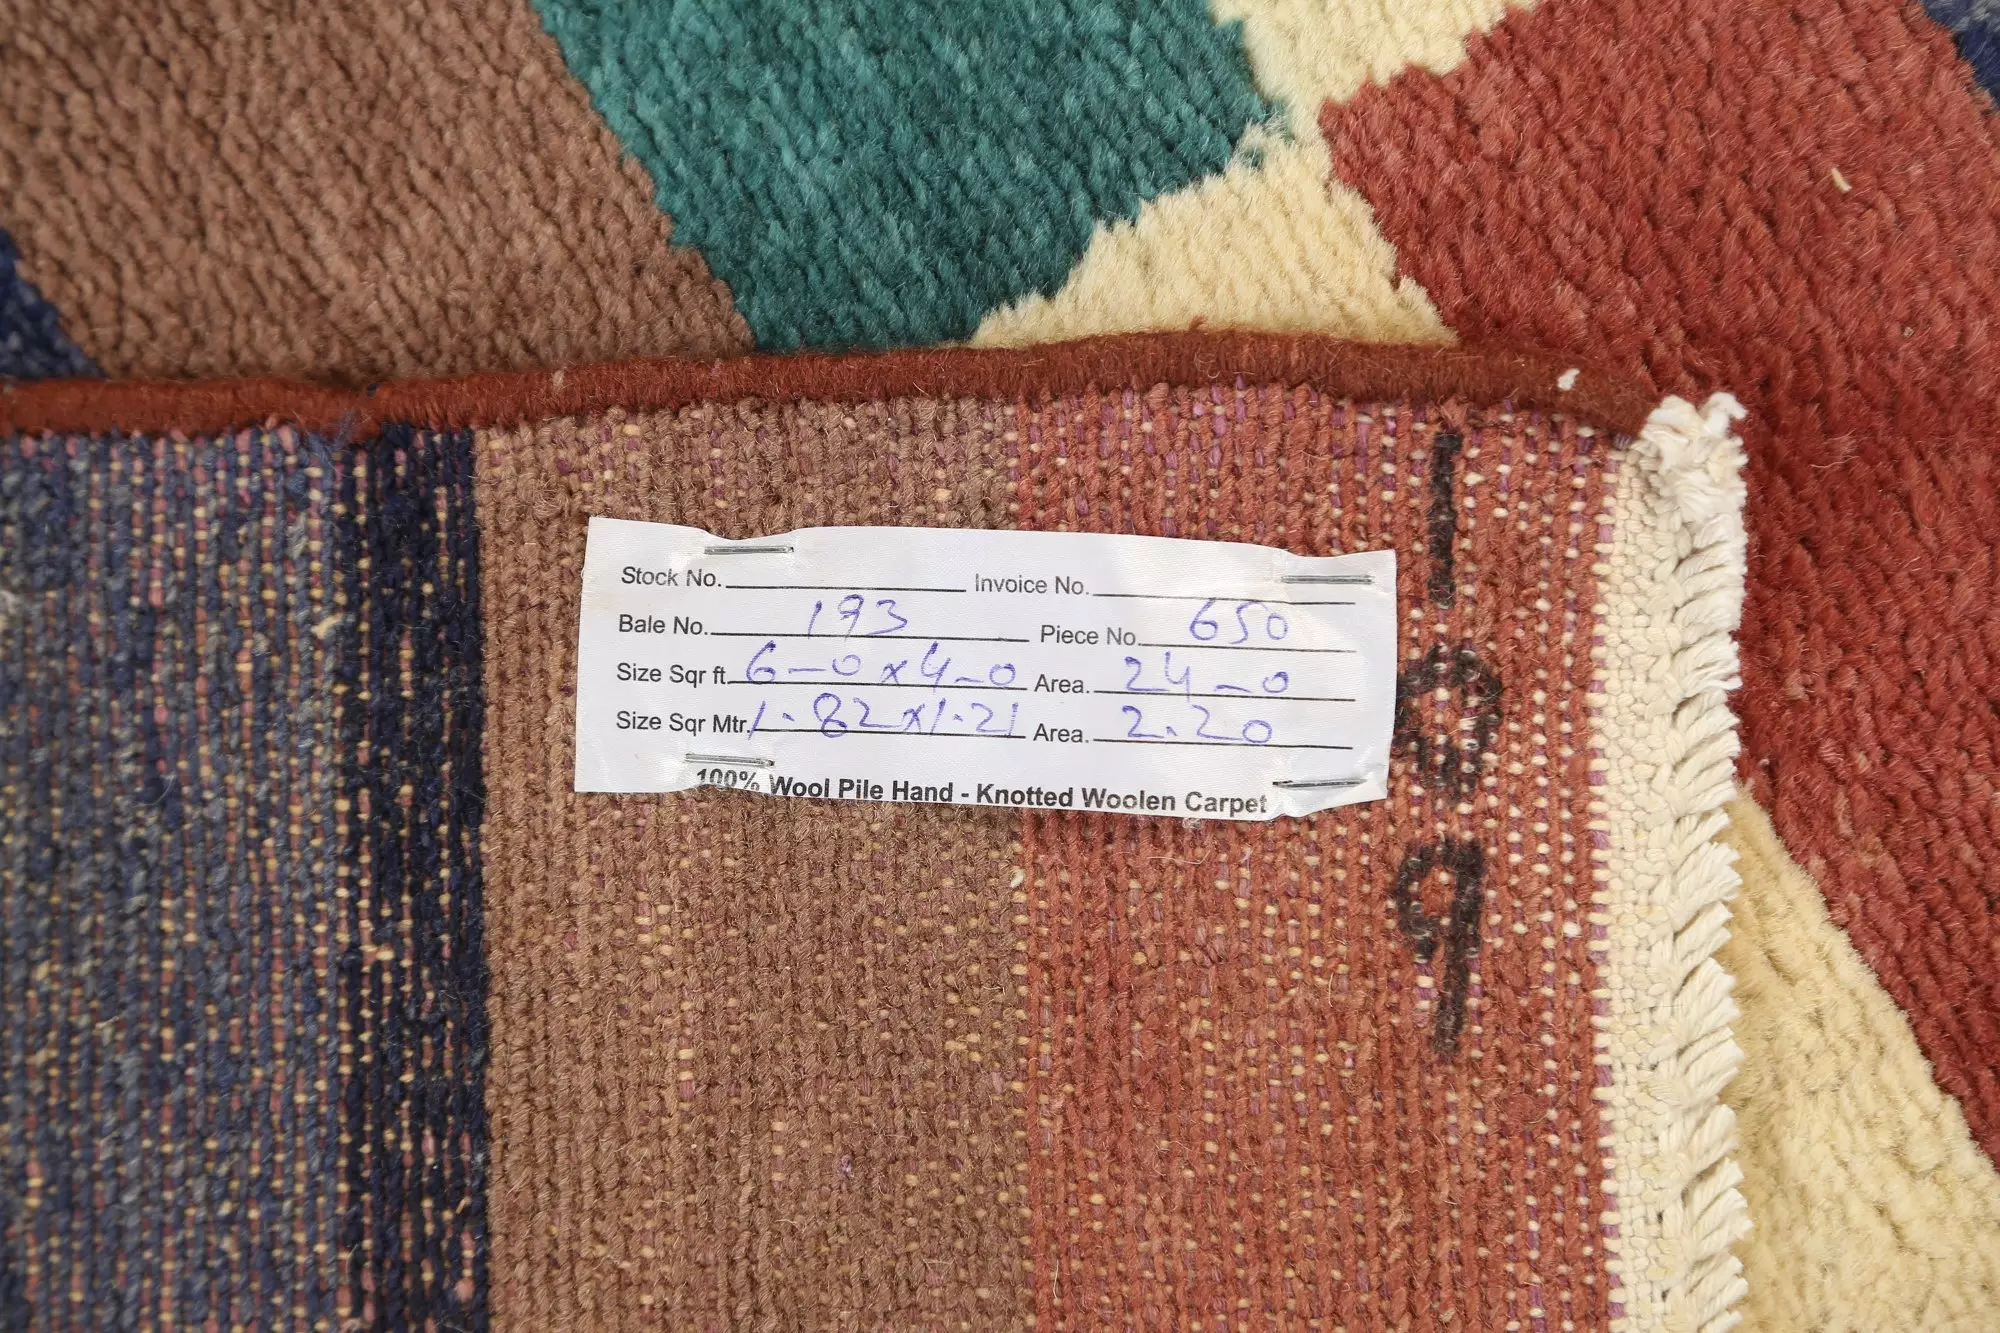 Stock No. Invoice No.
Bale No. 193 Piece No. 650
Size Sqr ft. 6-0x4-0 Area. 24-0
Size Sqr Mtr. 1.82x1.21 Area. 2.20
100% Wool Pile Hand - Knotted Woolen Carpet